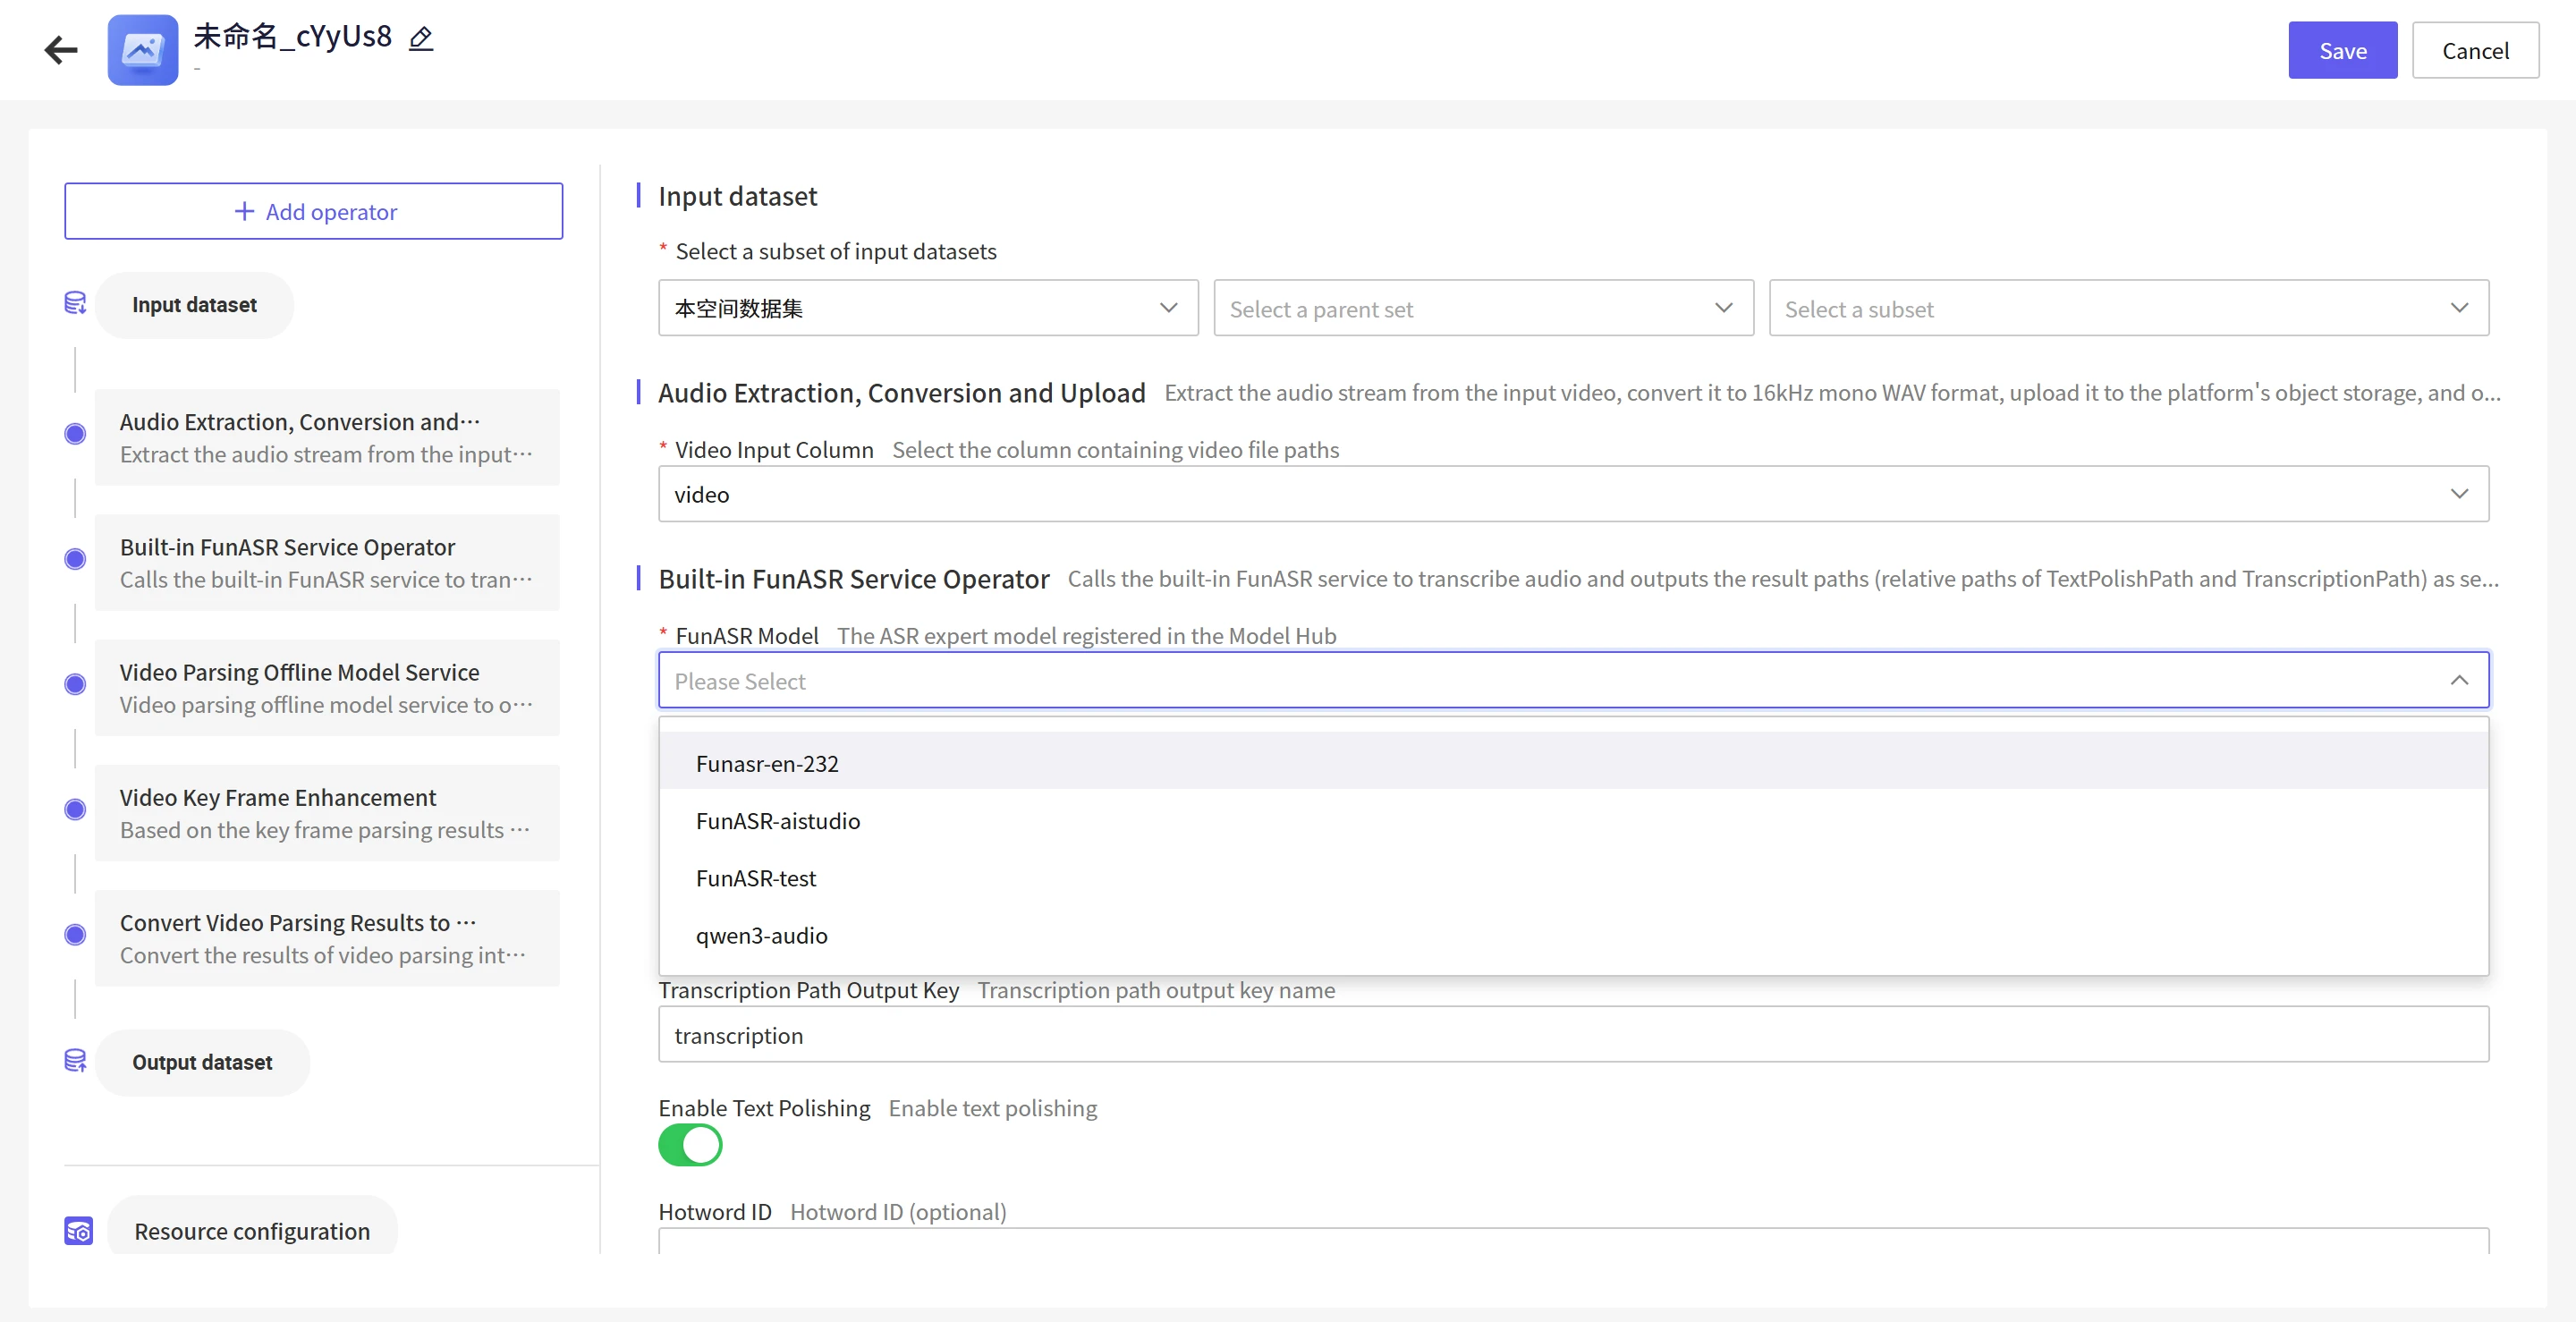 未命名_cYyUs8
-
Save
Cancel
Add operator
Input dataset
Audio Extraction, Conversion and···
Extract the audio stream from the input···
Built-in FunASR Service Operator
Calls the built-in FunASR service to tran···
Video Parsing Offline Model Service
Video parsing offline model service to o···
Video Key Frame Enhancement
Based on the key frame parsing results ···
Convert Video Parsing Results to ···
Convert the results of video parsing int···
Output dataset
Resource configuration
Input dataset
* Select a subset of input datasets
本空间数据集
Select a parent set
Select a subset
Audio Extraction, Conversion and Upload Extract the audio stream from the input video, convert it to 16kHz mono WAV format, upload it to the platform's object storage, and o...
* Video Input Column Select the column containing video file paths
video
Built-in FunASR Service Operator Calls the built-in FunASR service to transcribe audio and outputs the result paths (relative paths of TextPolishPath and TranscriptionPath) as se...
* FunASR Model The ASR expert model registered in the Model Hub
Please Select
Funasr-en-232
FunASR-aistudio
FunASR-test
qwen3-audio
Transcription Path Output Key Transcription path output key name
transcription
Enable Text Polishing Enable text polishing
Hotword ID Hotword ID (optional)